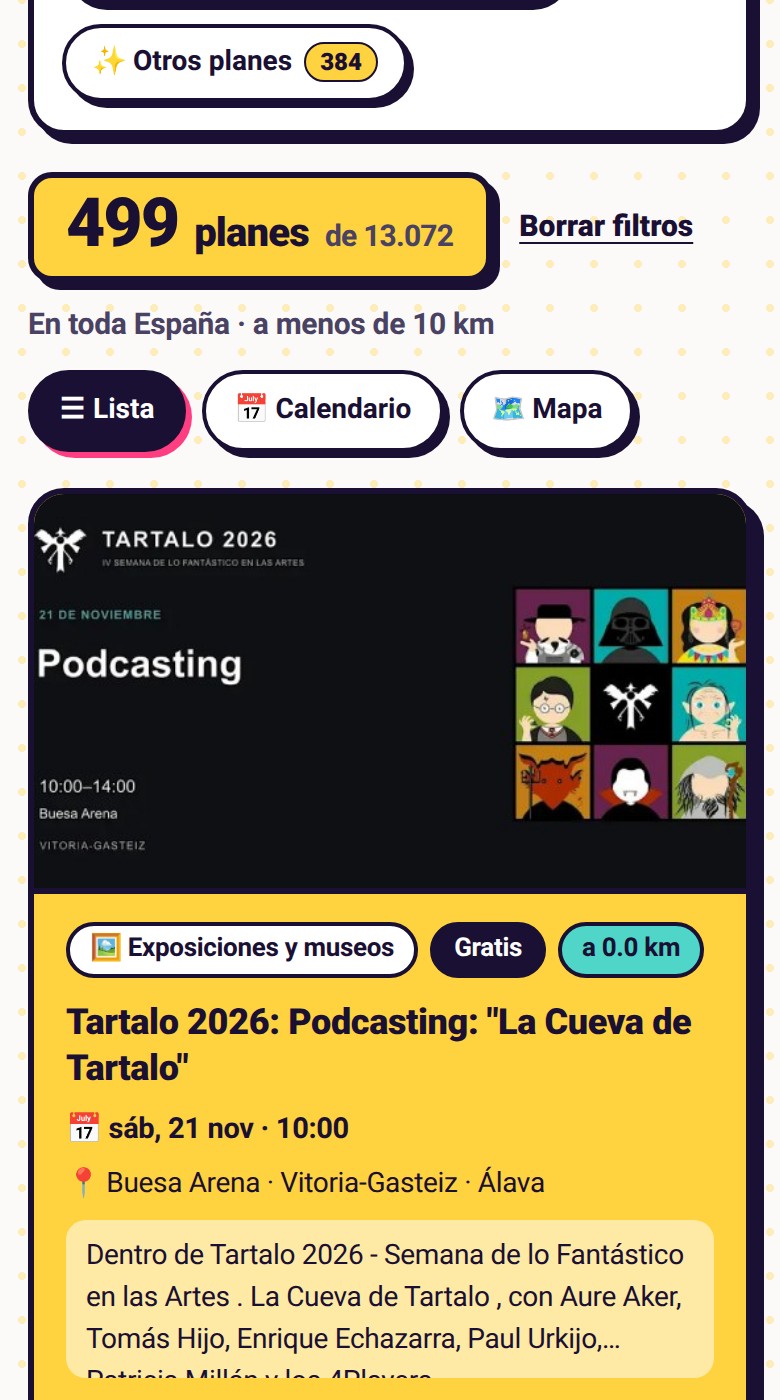 ✨ Otros planes 384
499 planes de 13.072
Borrar filtros
En toda España · a menos de 10 km
☰ Lista
📅 Calendario
🗺️ Mapa
TARTALO 2026
IV SEMANA DE LO FANTÁSTICO EN LAS ARTES
21 DE NOVIEMBRE
Podcasting
10:00–14:00
Buesa Arena
VITORIA-GASTEIZ
🖼️ Exposiciones y museos
Gratis
a 0.0 km
Tartalo 2026: Podcasting: "La Cueva de
Tartalo"
📅 sáb, 21 nov · 10:00
📍 Buesa Arena · Vitoria-Gasteiz · Álava
Dentro de Tartalo 2026 - Semana de lo Fantástico
en las Artes . La Cueva de Tartalo , con Aure Aker,
Tomás Hijo, Enrique Echazarra, Paul Urkijo,...